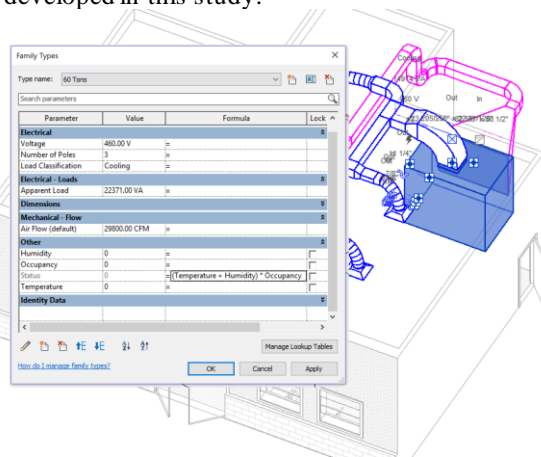 developed in this study.
Family Types
Type name: 60 Tons
Search parameters
Parameter Value Formula Lock
Electrical
Voltage 460.00 V =
Number of Poles 3 =
Load Classification Cooling =
Electrical - Loads
Apparent Load 22371.00 VA =
Dimensions
Mechanical - Flow
Air Flow (default) 29800.00 CFM =
Other
Humidity 0 =
Occupancy 0 =
Status 0 =(Temperature + Humidity) * Occupancy
Temperature 0 =
Identity Data
Manage Lookup Tables
How do I manage family types?
OK Cancel Apply
Out In
Out